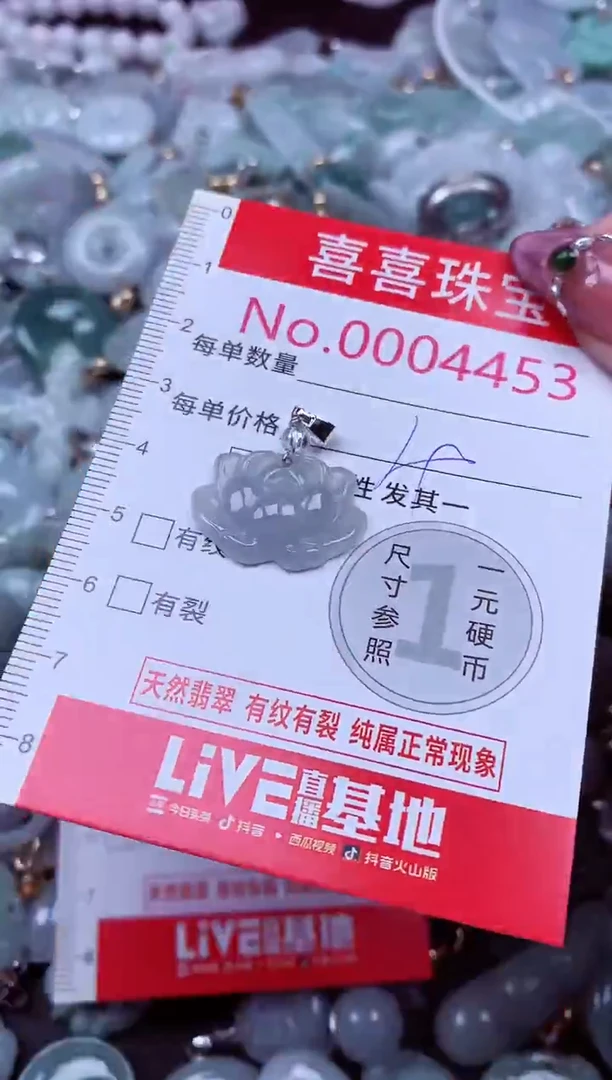 0
喜喜珠宝
1
No.0004453
2
每单数量
3
每单价格
4
性发其一
5
□有纹
尺寸参照
1
一元硬币
6
□有裂
7
天然翡翠 有纹有裂 纯属正常现象
8
LiVE直播基地
今日头条 抖音 西瓜视频 抖音火山版
7
8
LiVE直播基地